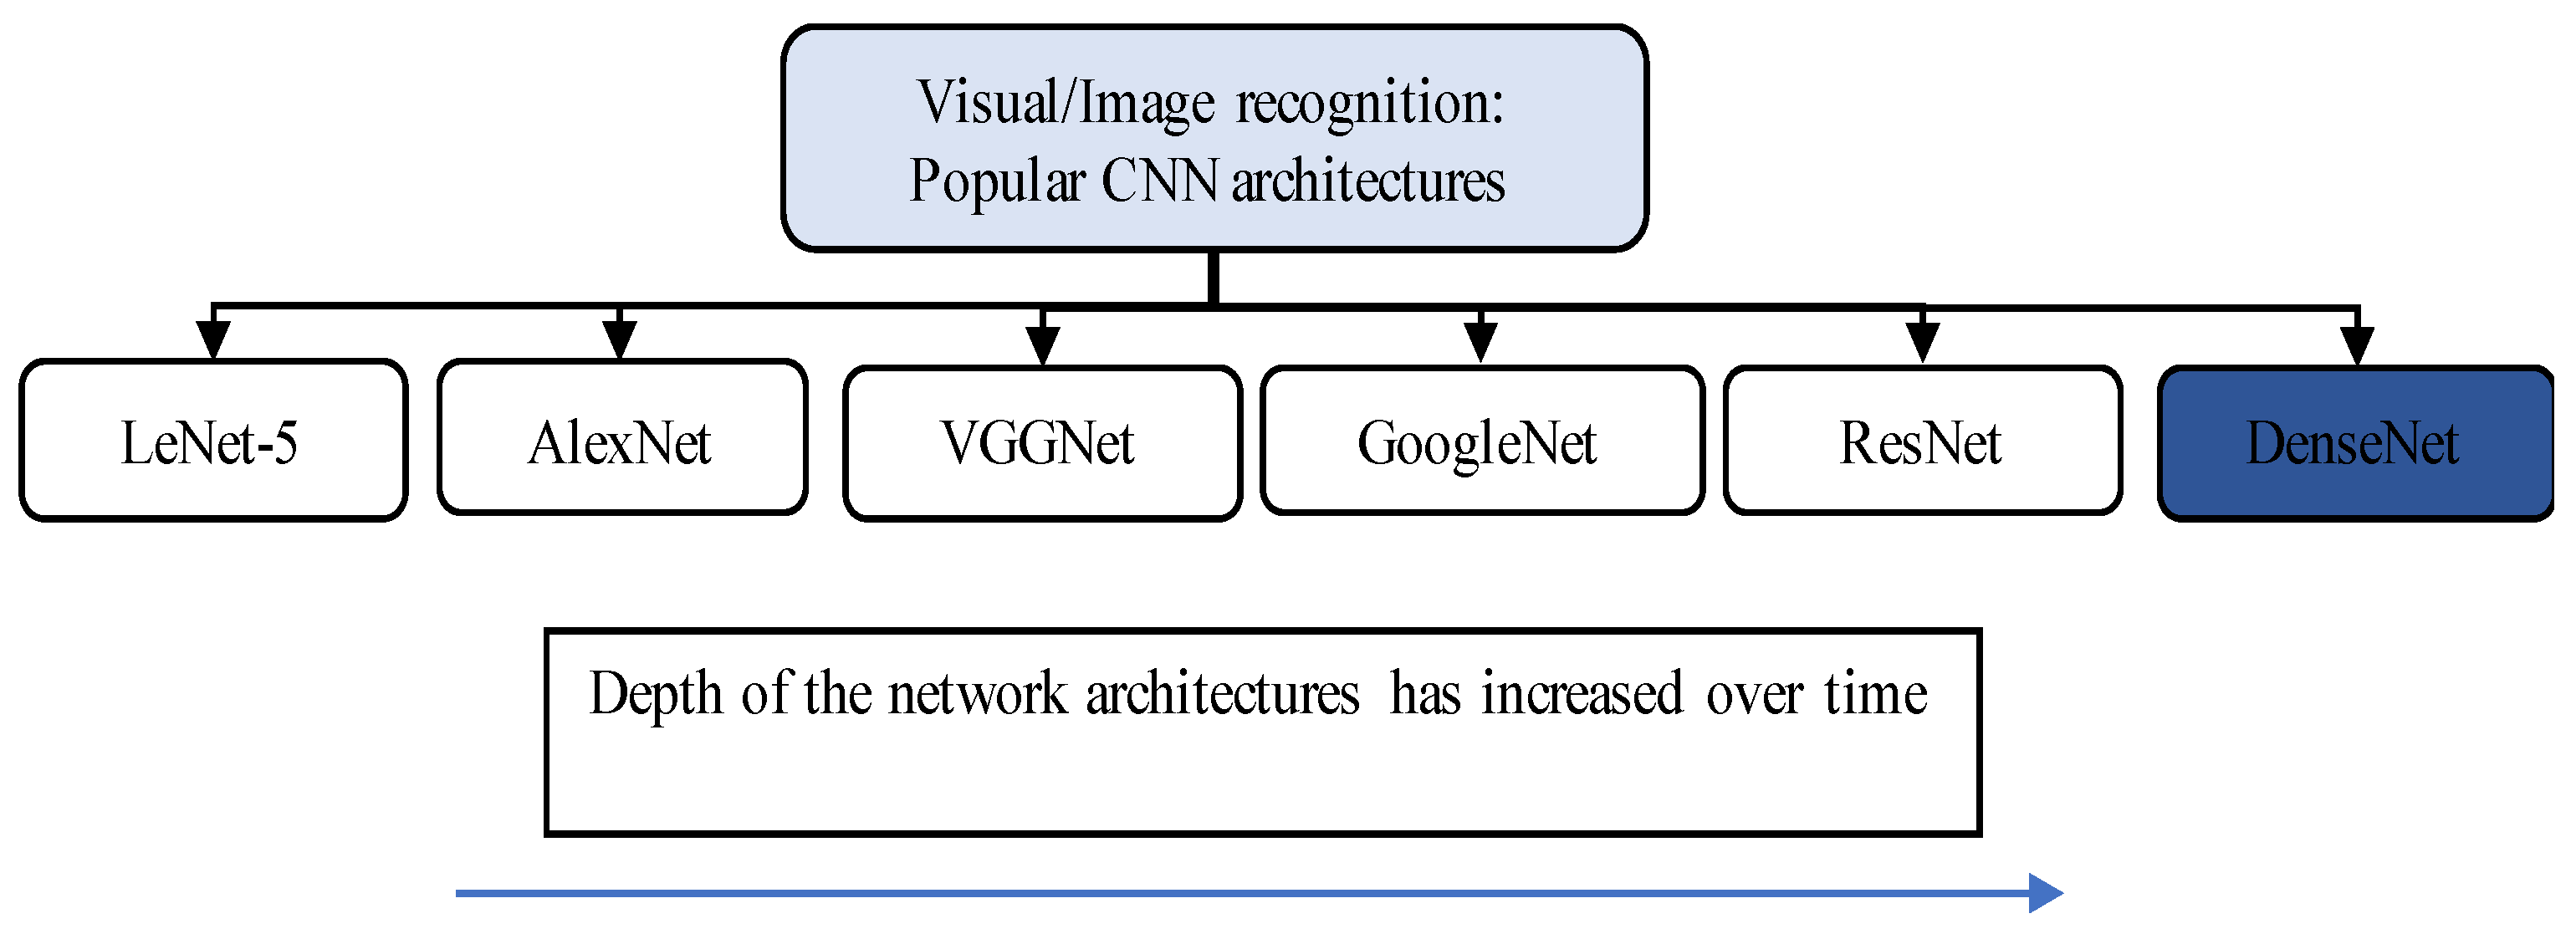 Visual/Image recognition:
Popular CNN architectures
LeNet-5
AlexNet
VGGNet
GoogleNet
ResNet
DenseNet
Depth of the network architectures has increased over time